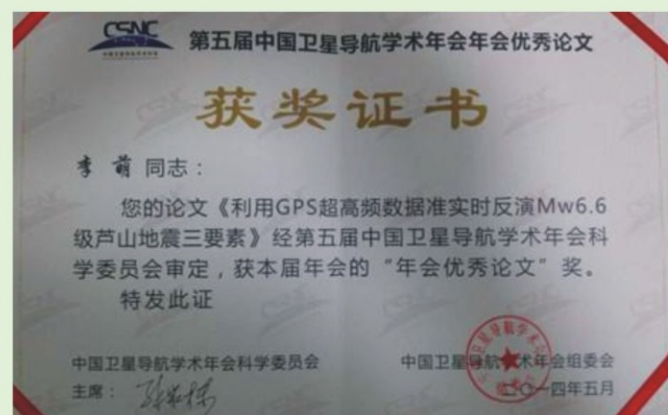 CSNC
第五届中国卫星导航学术年会年会优秀论文
获奖证书
李萌 同志：
您的论文《利用GPS超高频数据准实时反演Mw6.6
级芦山地震三要素》经第五届中国卫星导航学术年会科
学委员会审定，获本届年会的“年会优秀论文”奖。
特发此证
中国卫星导航学术年会科学委员会
中国卫星导航学术年会组委会
主席：
二〇一四年五月